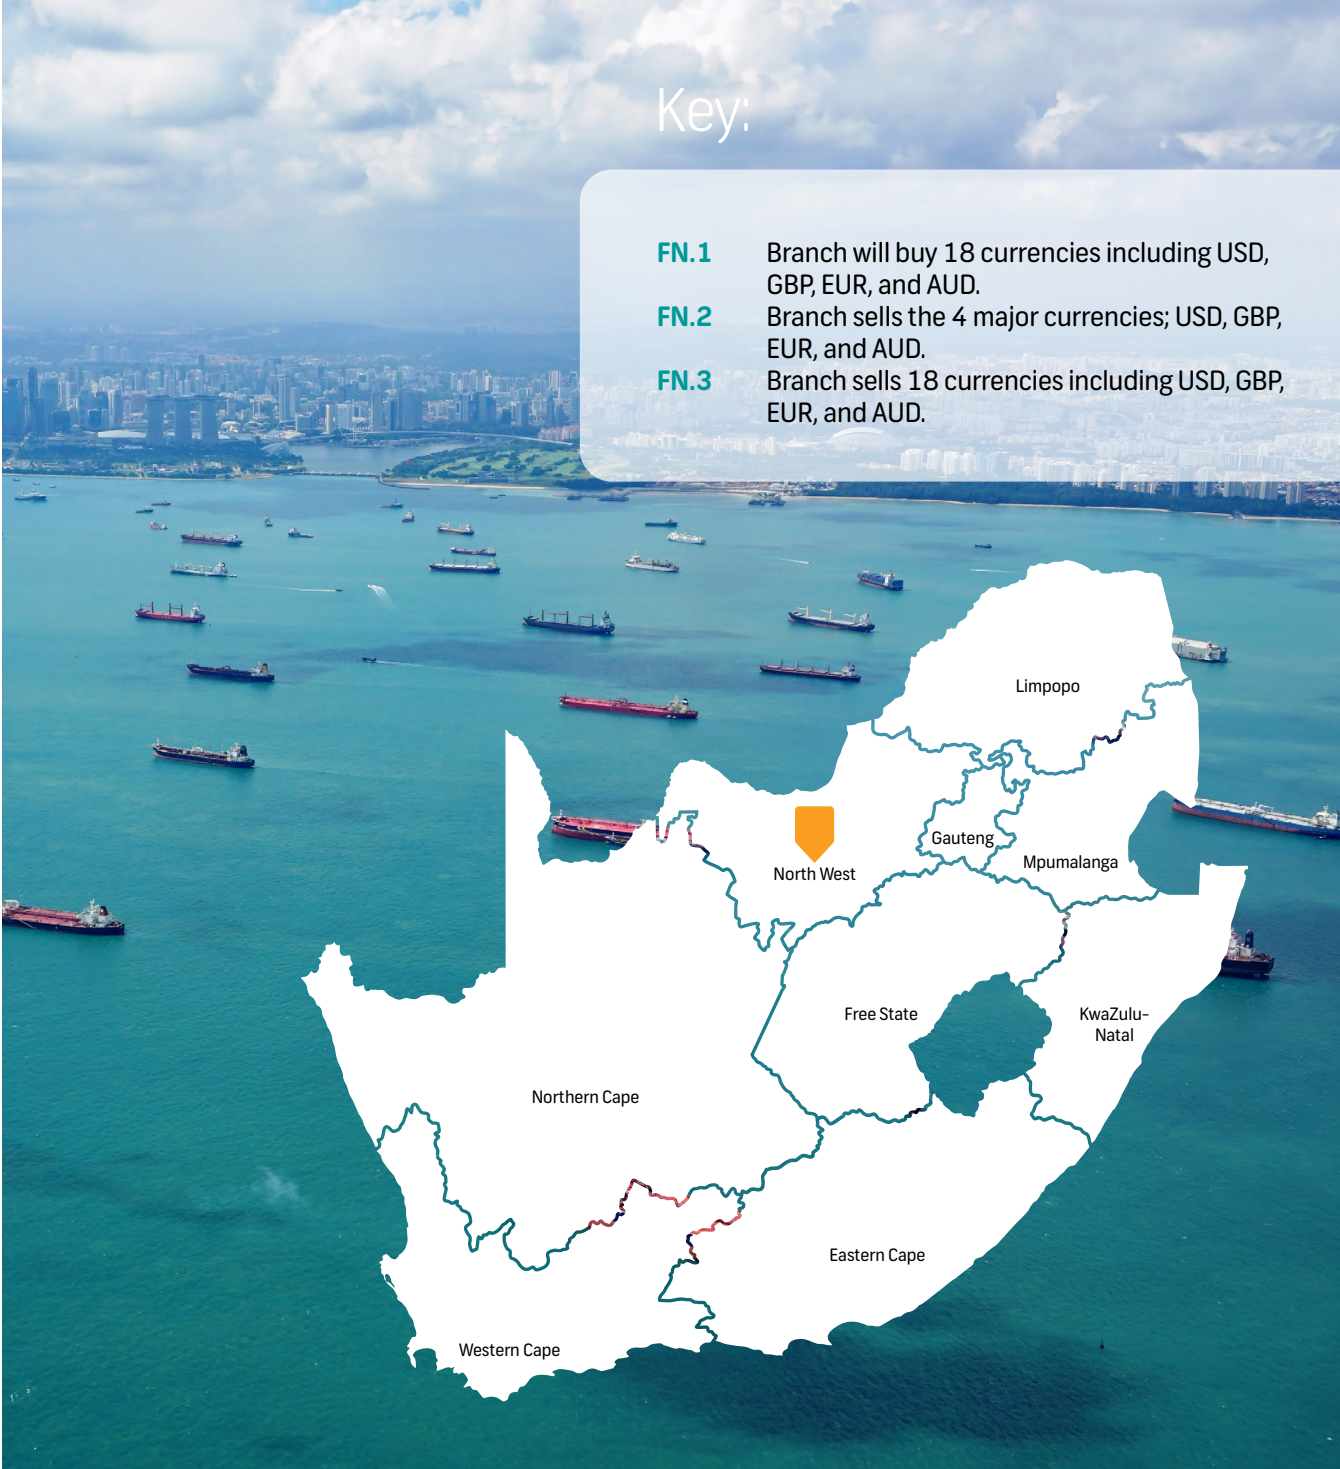 Key:
FN.1 Branch will buy 18 currencies including USD,
GBP, EUR, and AUD.
FN.2 Branch sells the 4 major currencies; USD, GBP,
EUR, and AUD.
FN.3 Branch sells 18 currencies including USD, GBP,
EUR, and AUD.
Limpopo
Gauteng
Mpumalanga
North West
Free State
KwaZulu-
Natal
Northern Cape
Eastern Cape
Western Cape